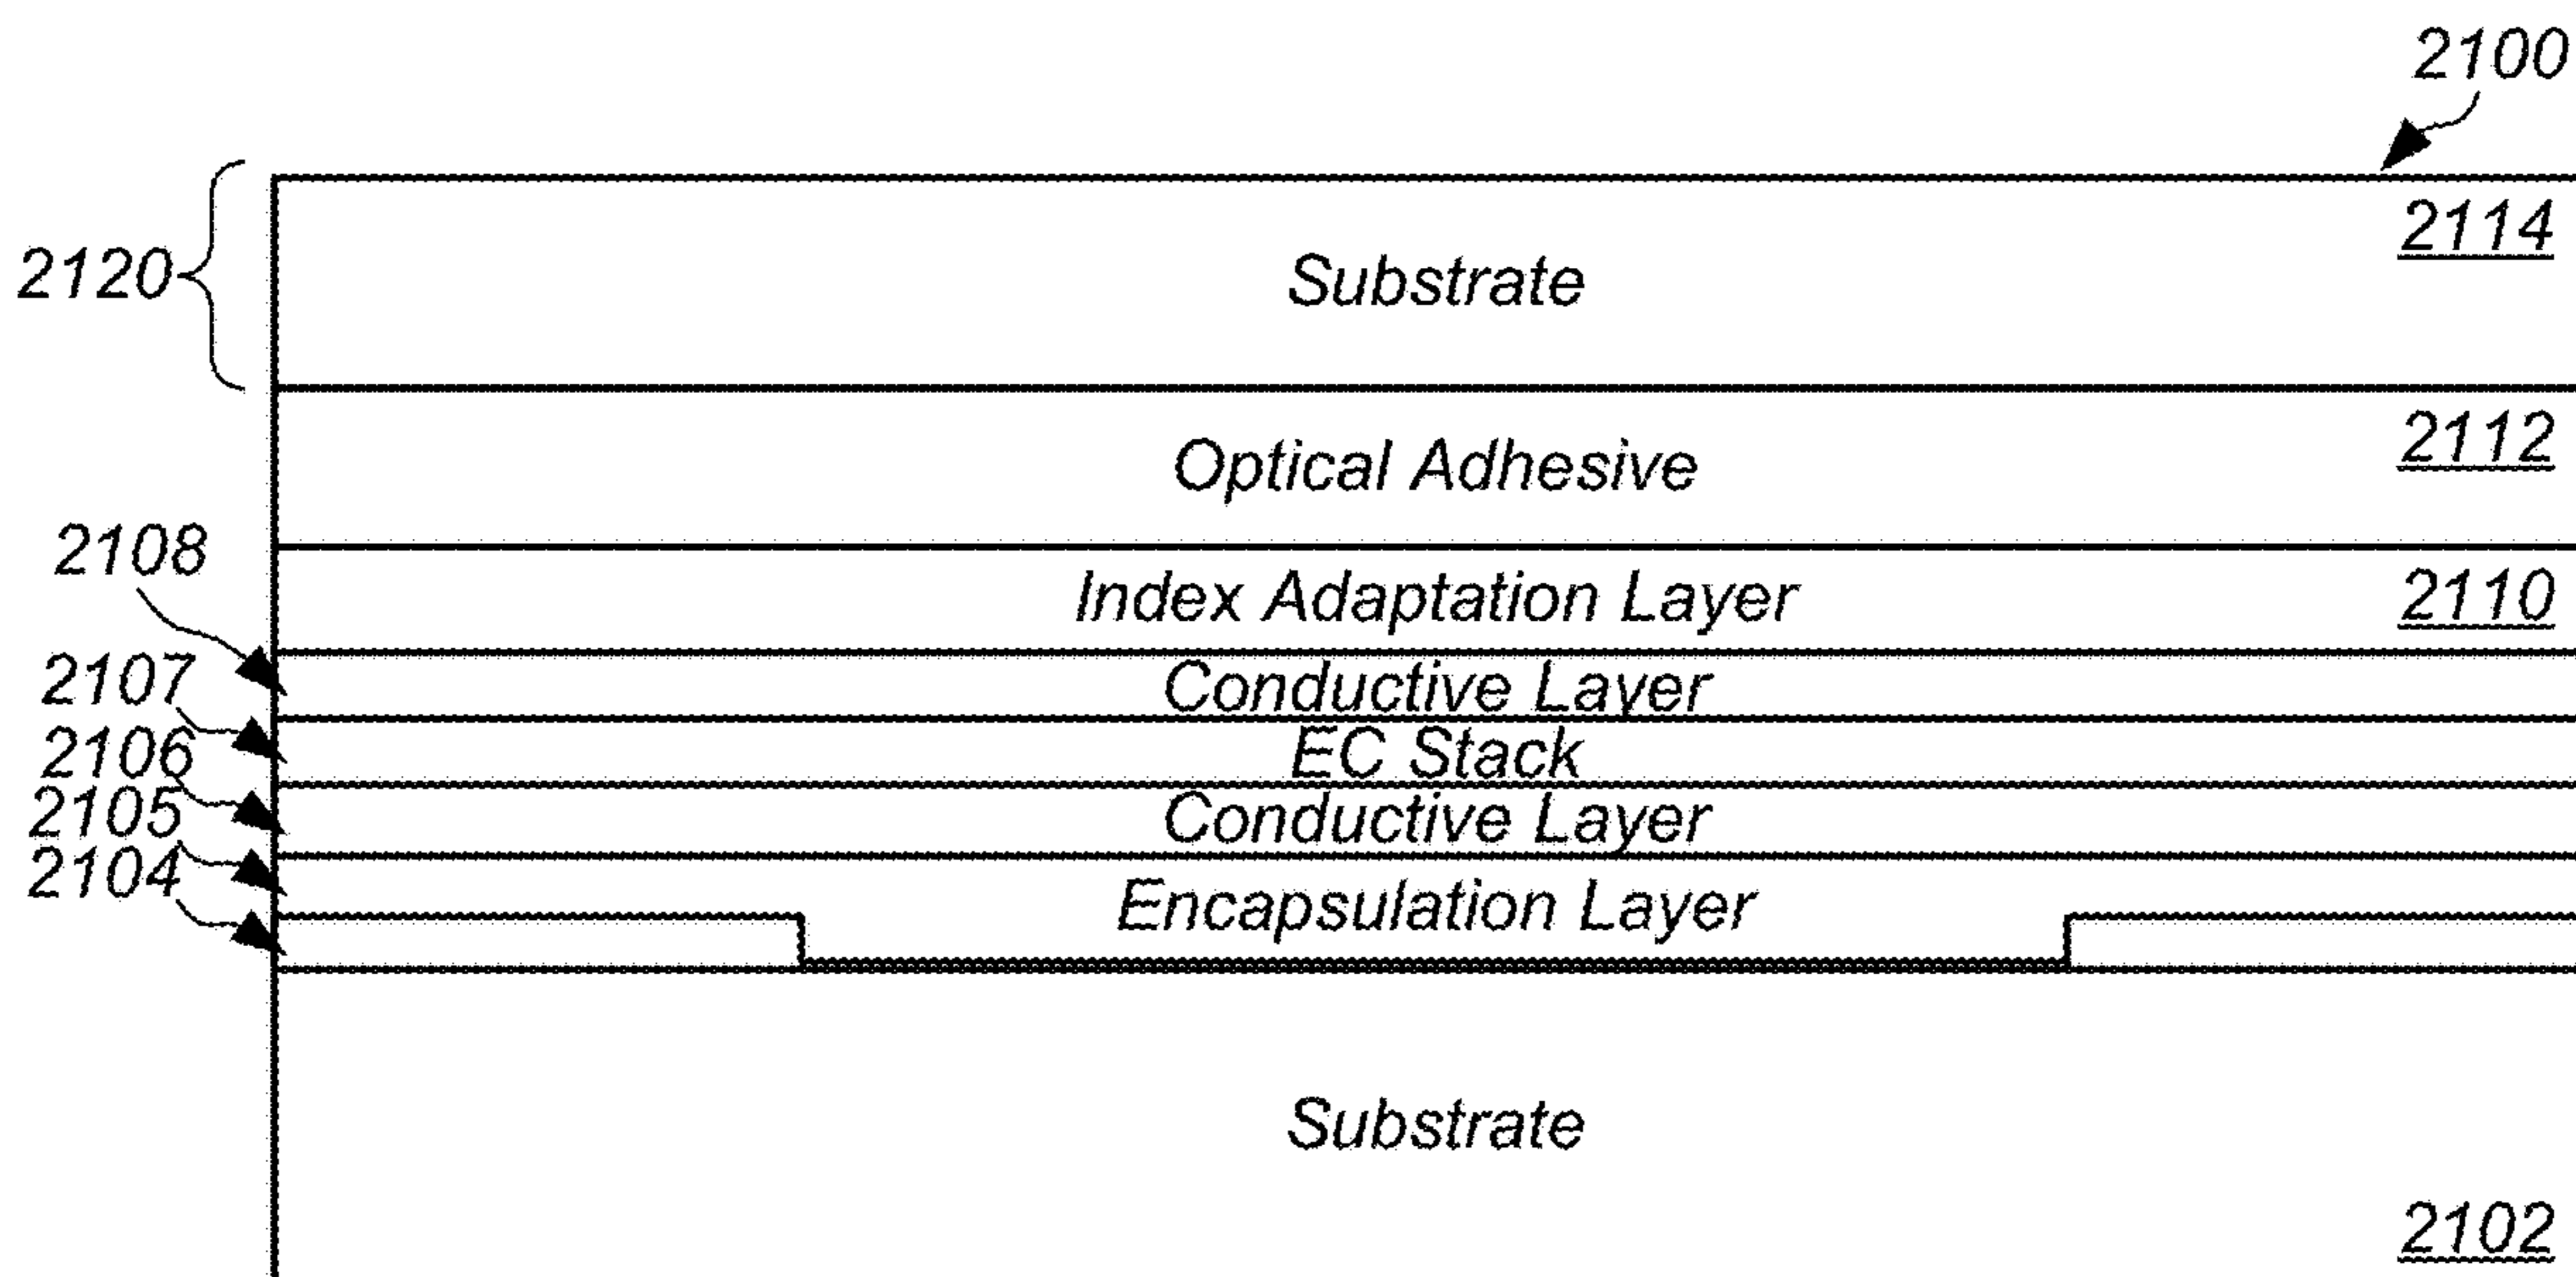 2100
2114
2120
Substrate
2112
Optical Adhesive
2108
Index Adaptation Layer
2110
2107
Conductive Layer
2106
EC Stack
2105
Conductive Layer
2104
Encapsulation Layer
Substrate
2102